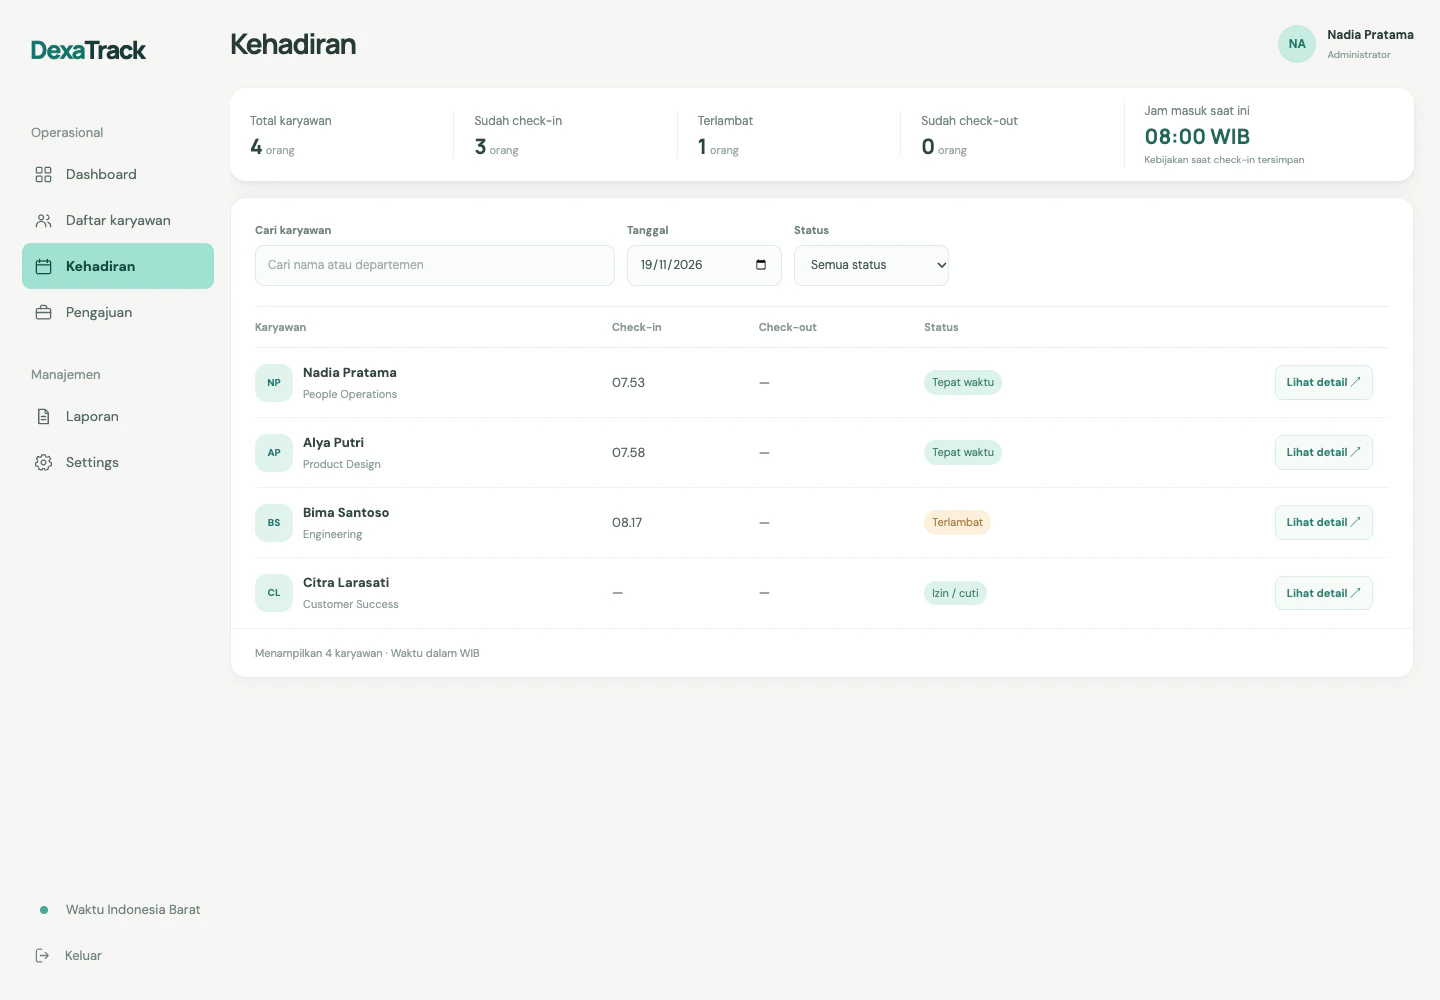 DexaTrack
Operasional
Dashboard
Daftar karyawan
Kehadiran
Pengajuan
Manajemen
Laporan
Settings
Waktu Indonesia Barat
Keluar
Kehadiran
NA
Nadia Pratama
Administrator
Total karyawan
4 orang
Sudah check-in
3 orang
Terlambat
1 orang
Sudah check-out
0 orang
Jam masuk saat ini
08:00 WIB
Kebijakan saat check-in tersimpan
Cari karyawan
Cari nama atau departemen
Tanggal
19/11/2026
Status
Semua status
Karyawan Check-in Check-out Status
NP Nadia Pratama 07.53 — Tepat waktu Lihat detail ↗
People Operations
AP Alya Putri 07.58 — Tepat waktu Lihat detail ↗
Product Design
BS Bima Santoso 08.17 — Terlambat Lihat detail ↗
Engineering
CL Citra Larasati — — Izin / cuti Lihat detail ↗
Customer Success
Menampilkan 4 karyawan · Waktu dalam WIB